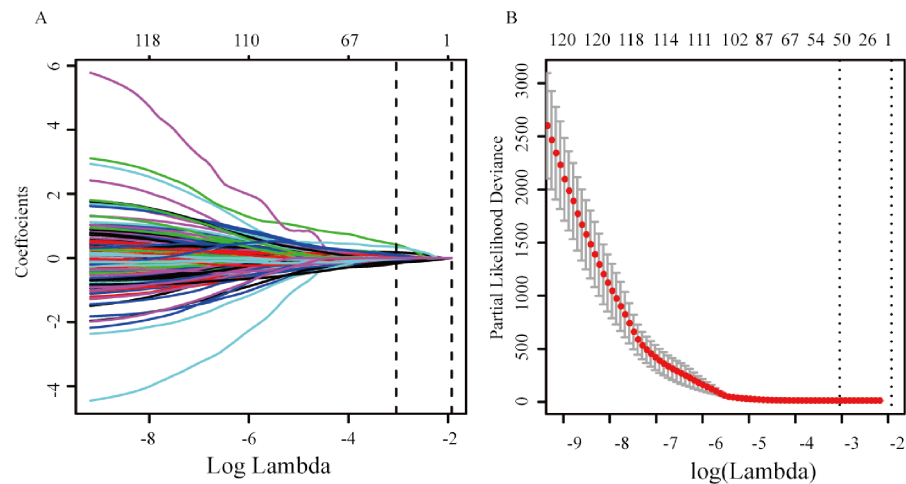 A
118 110 67 1
Coeffocients
6
4
2
0
-2
-4
-8 -6 -4 -2
Log Lambda
B
120 120 118 114 111 102 87 67 54 50 26 1
Partial Likelihood Deviance
3000
2500
2000
1500
1000
500
0
-9 -8 -7 -6 -5 -4 -3 -2
log(Lambda)